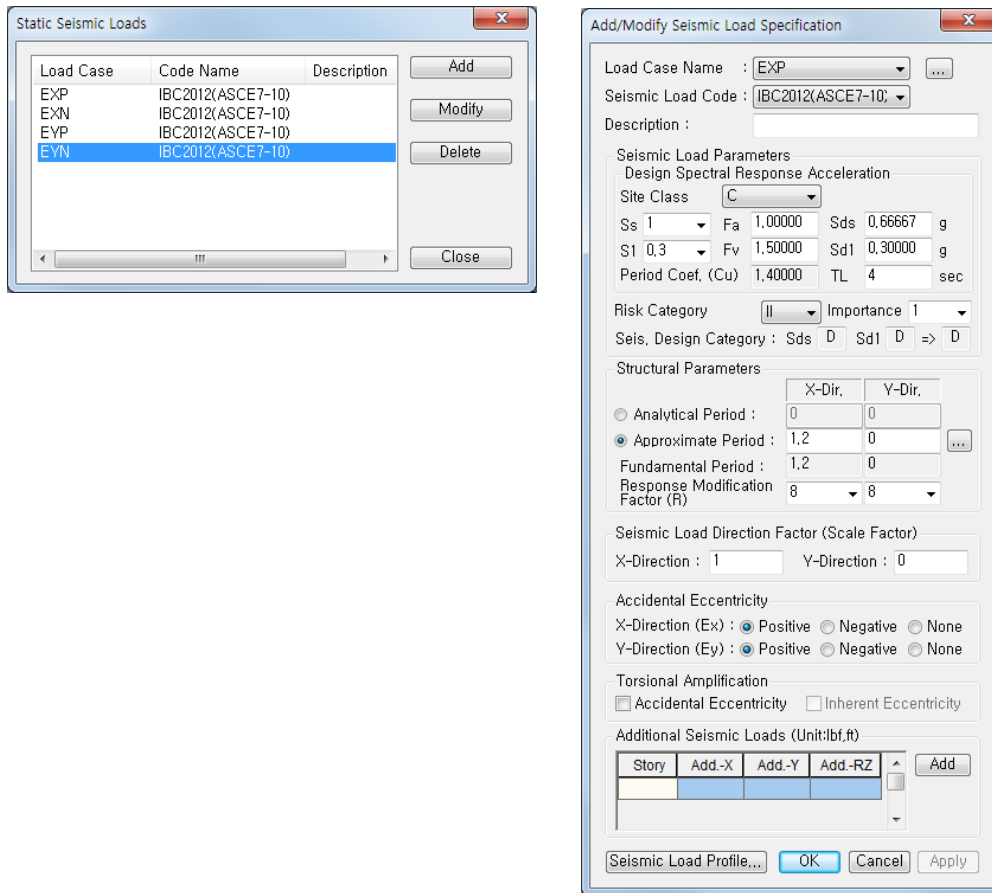 Static Seismic Loads
Load Case Code Name Description
EXP IBC2012(ASCE7-10)
EXN IBC2012(ASCE7-10)
EYP IBC2012(ASCE7-10)
EYN IBC2012(ASCE7-10)
Add
Modify
Delete
Close
Add/Modify Seismic Load Specification
Load Case Name : EXP ...
Seismic Load Code : IBC2012(ASCE7-10)
Description :
Seismic Load Parameters
Design Spectral Response Acceleration
Site Class C
Ss 1 Fa 1,00000 Sds 0,66667 g
S1 0,3 Fv 1,50000 Sd1 0,30000 g
Period Coef, (Cu) 1,40000 TL 4 sec
Risk Category II Importance 1
Seis, Design Category : Sds D Sd1 D => D
Structural Parameters
X-Dir, Y-Dir,
Analytical Period : 0 0
Approximate Period : 1,2 0 ...
Fundamental Period : 1,2 0
Response Modification
Factor (R) 8 8
Seismic Load Direction Factor (Scale Factor)
X-Direction : 1 Y-Direction : 0
Accidental Eccentricity
X-Direction (Ex) : Positive Negative None
Y-Direction (Ey) : Positive Negative None
Torsional Amplification
Accidental Eccentricity Inherent Eccentricity
Additional Seismic Loads (Unit:lbf,ft)
Story Add.-X Add.-Y Add.-RZ Add
Seismic Load Profile,,, OK Cancel Apply